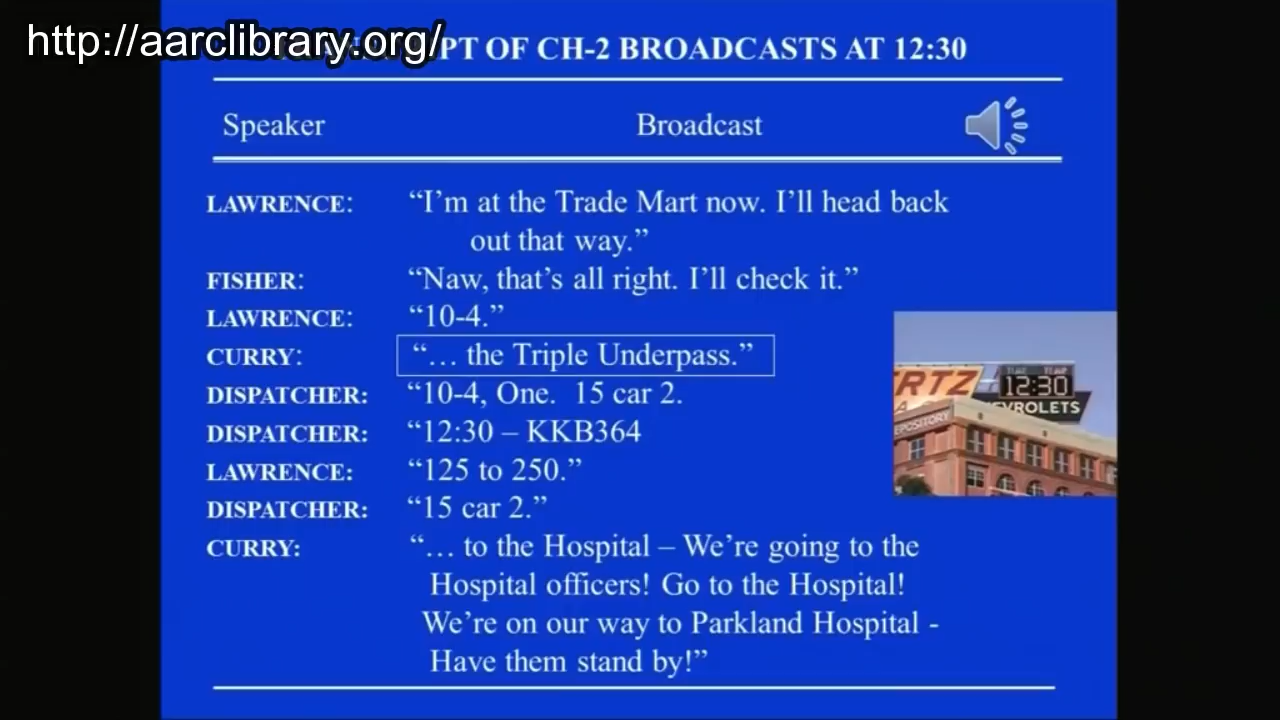 http://aarclibrary.org/
PT OF CH-2 BROADCASTS AT 12:30
Speaker Broadcast
LAWRENCE: “I’m at the Trade Mart now. I’ll head back
out that way.”
FISHER: “Naw, that’s all right. I’ll check it.”
LAWRENCE: “10-4.”
CURRY: “… the Triple Underpass.”
DISPATCHER: “10-4, One. 15 car 2.
DISPATCHER: “12:30 – KKB364
LAWRENCE: “125 to 250.”
DISPATCHER: “15 car 2.”
CURRY: “… to the Hospital – We’re going to the
Hospital officers! Go to the Hospital!
We’re on our way to Parkland Hospital -
Have them stand by!”
ERTZ
12:30
EVROLETS
EPOSITORY